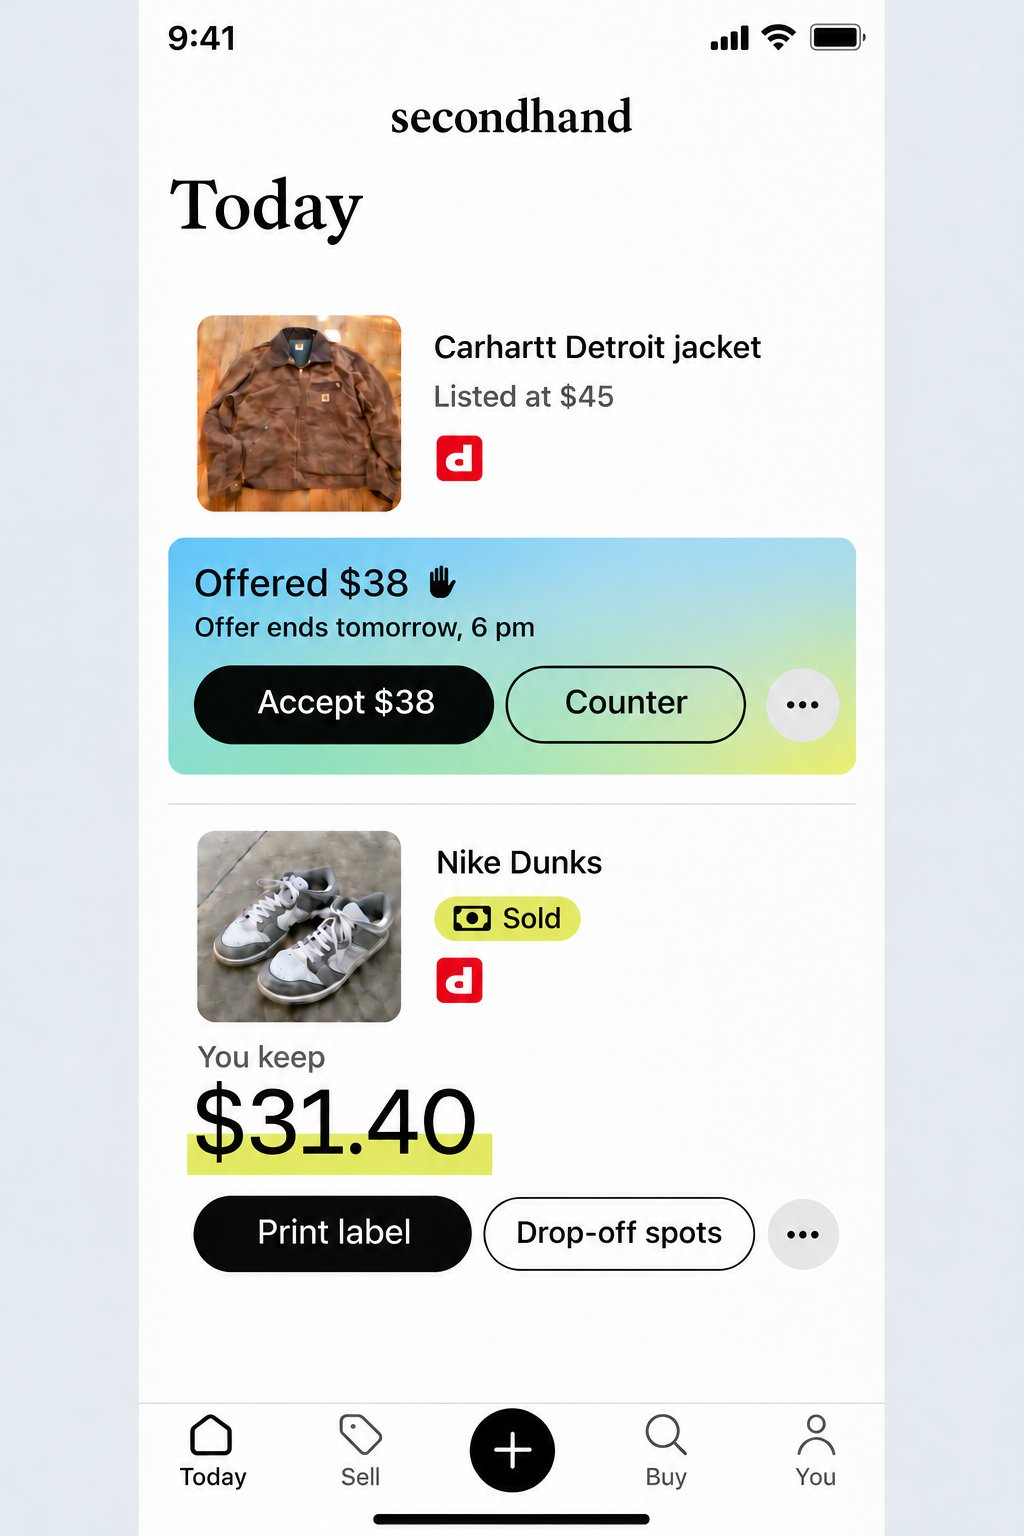 9:41
secondhand
Today
Carhartt Detroit jacket
Listed at $45
d
Offered $38
Offer ends tomorrow, 6 pm
Accept $38
Counter
Nike Dunks
Sold
d
You keep
$31.40
Print label
Drop-off spots
Today
Sell
Buy
You